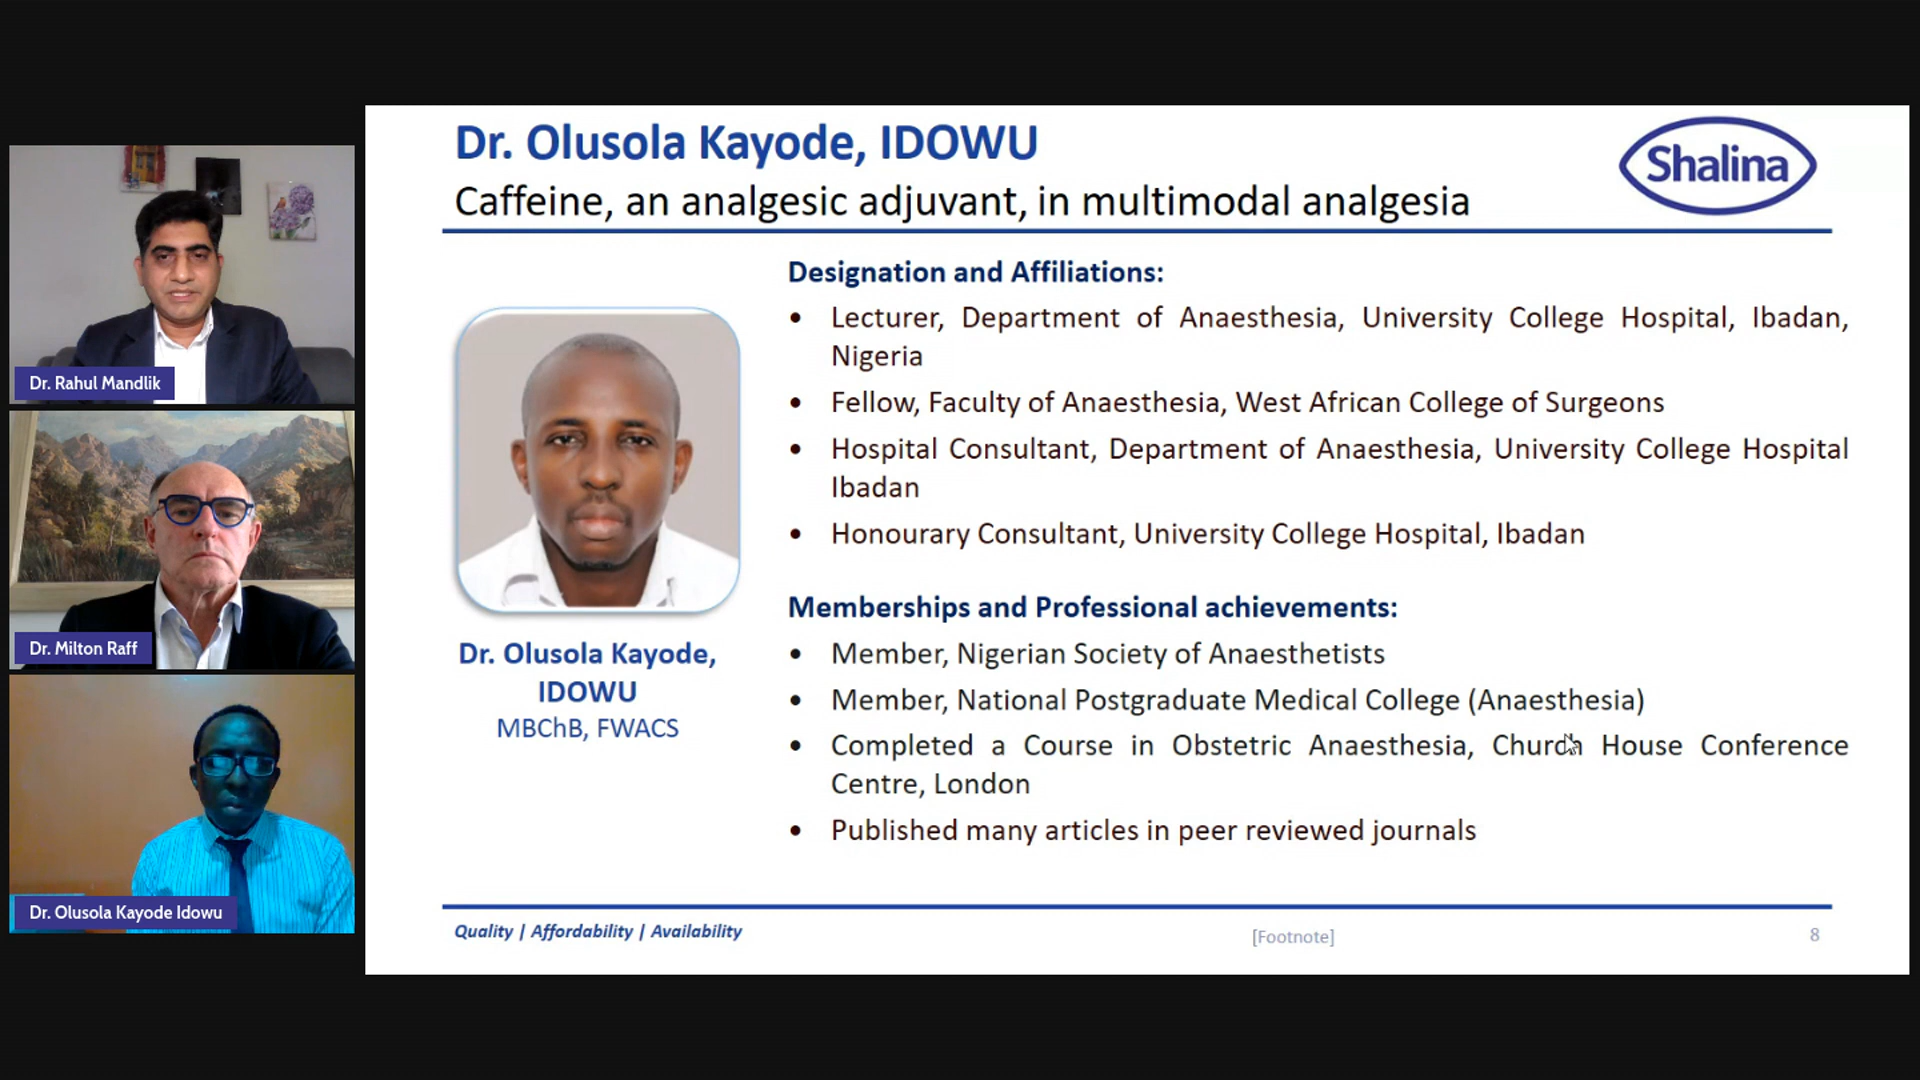 Dr. Olusola Kayode, IDOWU
Caffeine, an analgesic adjuvant, in multimodal analgesia
Shalina
Dr. Rahul Mandlik
Dr. Milton Raff
Dr. Olusola Kayode Idowu
Dr. Olusola Kayode,
IDOWU
MBChB, FWACS
Designation and Affiliations:
• Lecturer, Department of Anaesthesia, University College Hospital, Ibadan,
Nigeria
• Fellow, Faculty of Anaesthesia, West African College of Surgeons
• Hospital Consultant, Department of Anaesthesia, University College Hospital
Ibadan
• Honourary Consultant, University College Hospital, Ibadan
Memberships and Professional achievements:
• Member, Nigerian Society of Anaesthetists
• Member, National Postgraduate Medical College (Anaesthesia)
• Completed a Course in Obstetric Anaesthesia, Church House Conference
Centre, London
• Published many articles in peer reviewed journals
Quality | Affordability | Availability
[Footnote]
8